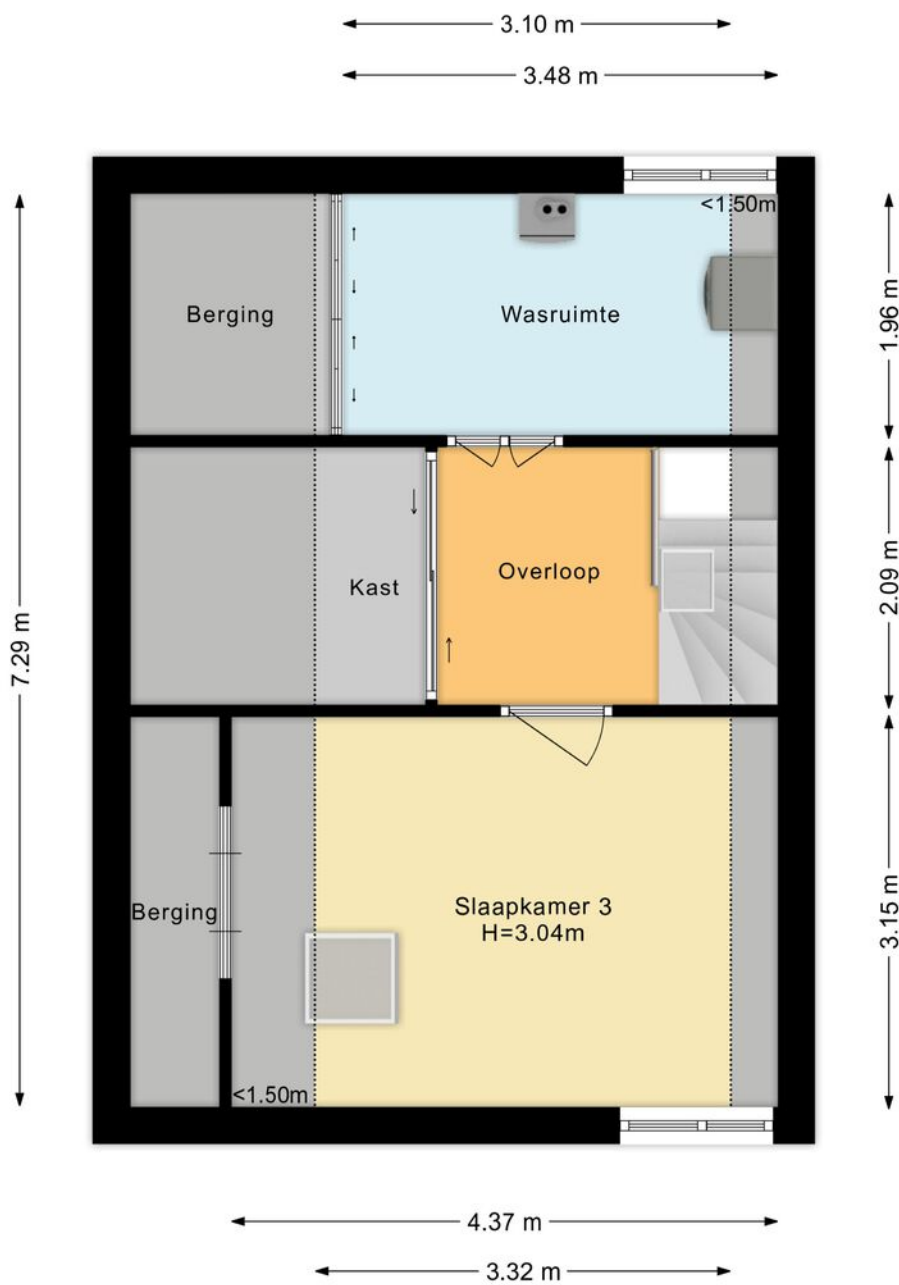 3.10 m
3.48 m
<1.50m
Berging
Wasruimte
1.96 m
Overloop
Kast
2.09 m
7.29 m
Slaapkamer 3
H=3.04m
Berging
3.15 m
<1.50m
4.37 m
3.32 m